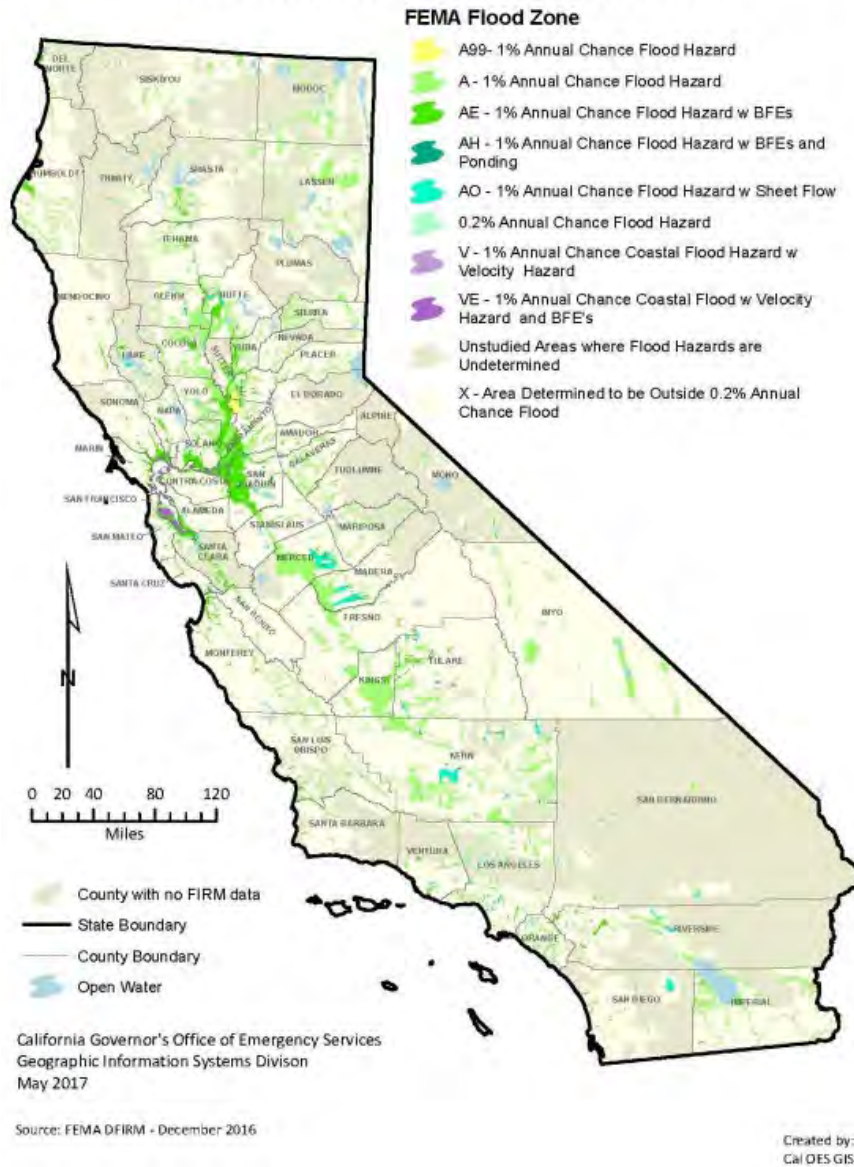 FEMA Flood Zone
A99- 1% Annual Chance Flood Hazard
A - 1% Annual Chance Flood Hazard
AE - 1% Annual Chance Flood Hazard w BFEs
AH - 1% Annual Chance Flood Hazard w BFEs and
Ponding
AO - 1% Annual Chance Flood Hazard w Sheet Flow
0.2% Annual Chance Flood Hazard
V - 1% Annual Chance Coastal Flood Hazard w
Velocity Hazard
VE - 1% Annual Chance Coastal Flood w Velocity
Hazard and BFE's
Unstudied Areas where Flood Hazards are
Undetermined
X - Area Determined to be Outside 0.2% Annual
Chance Flood
DEL
NORTE
SISKIYOU
MODOC
HUMBOLDT
TRINITY
SHASTA
LASSEN
TEHAMA
PLUMAS
MENDOCINO
GLENN
BUTTE
SIERRA
COLUSA
SUTTER
YUBA
NEVADA
PLACER
LAKE
SONOMA
NAPA
YOLO
SACRAMENTO
EL DORADO
ALPINE
AMADOR
MARIN
SOLANO
CALAVERAS
CONTRA COSTA
SAN
JOAQUIN
TUOLUMNE
MONO
SAN FRANCISCO
ALAMEDA
STANISLAUS
MARIPOSA
SAN MATEO
SANTA
CLARA
MERCED
MADERA
SANTA CRUZ
SAN BENITO
FRESNO
INYO
MONTEREY
TULARE
KINGS
N
SAN LUIS
OBISPO
KERN
SAN BERNARDINO
0 20 40 80 120
Miles
SANTA BARBARA
VENTURA
LOS ANGELES
County with no FIRM data
State Boundary
County Boundary
Open Water
ORANGE
RIVERSIDE
SAN DIEGO
IMPERIAL
California Governor's Office of Emergency Services
Geographic Information Systems Divison
May 2017
Source: FEMA DFIRM - December 2016
Created by:
Cal OES GIS